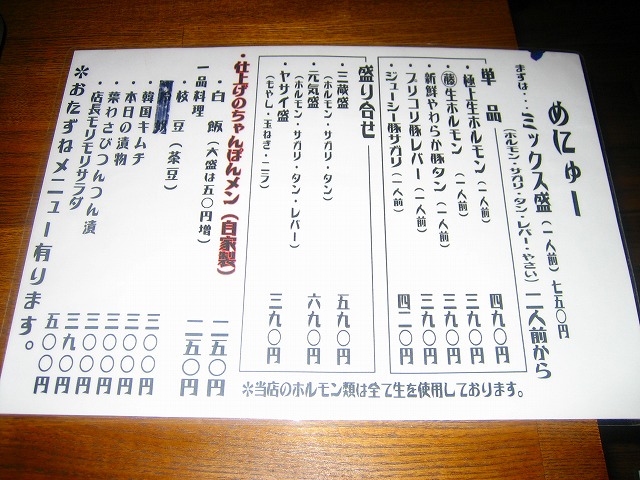 めにゅー
まずは…ミックス盛(一人前)七五〇円
(ホルモン・サガリ・タン・レバー・やさい)二人前から
単品
・極上生ホルモン(一人前) 四九〇円
・藤生ホルモン(一人前) 三九〇円
・新鮮やわらか豚タン(一人前) 三九〇円
・プリコリ豚レバー(一人前) 三九〇円
・ジューシー豚サガリ(一人前) 四二〇円
盛り合せ
・三蔵盛 五九〇円
(ホルモン・サガリ・タン)
・元気盛 六九〇円
(ホルモン・サガリ・タン・レバー)
・ヤサイ盛 三九〇円
(もやし・玉ねぎ・ニラ)
・仕上げのちゃんぽんメン(自家製) 二五〇円
・白飯(大盛は五〇円増) 二五〇円
一品料理
・枝豆(茶豆) 三〇〇円
三〇〇円
・韓国キムチ 三〇〇円
・本日の漬物 三〇〇円
・葉わさびつんつん漬 三九〇円
・店長モリモリサラダ 五〇〇円
※おたずねメニュー有ります。
※当店のホルモン類は全て生を使用しております。